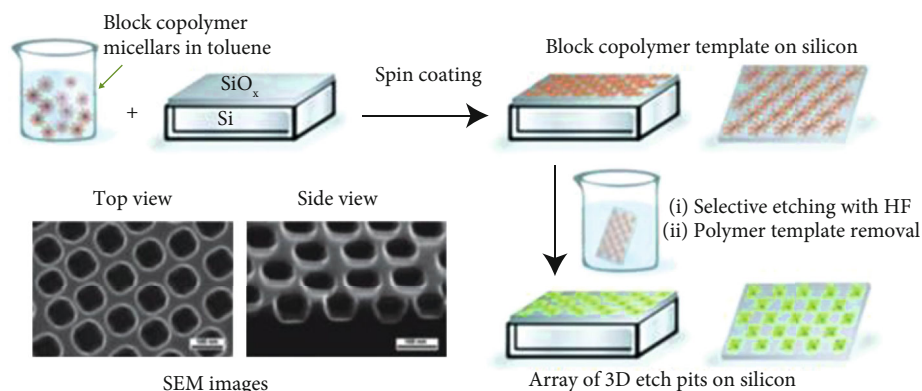 Block copolymer
micellars in toluene
+
SiOx
Si
Spin coating
Block copolymer template on silicon
Top view
Side view
(i) Selective etching with HF
(ii) Polymer template removal
SEM images
Array of 3D etch pits on silicon